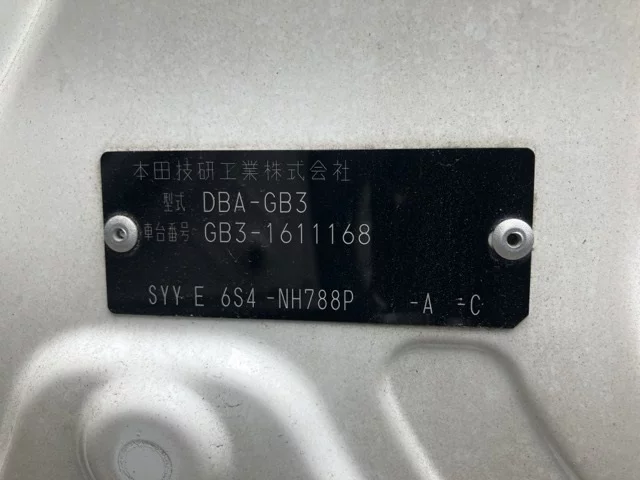 本田技研工業株式会社
型式 DBA-GB3
車台番号 GB3-1611168
SYY E 6S4 -NH788P -A -C